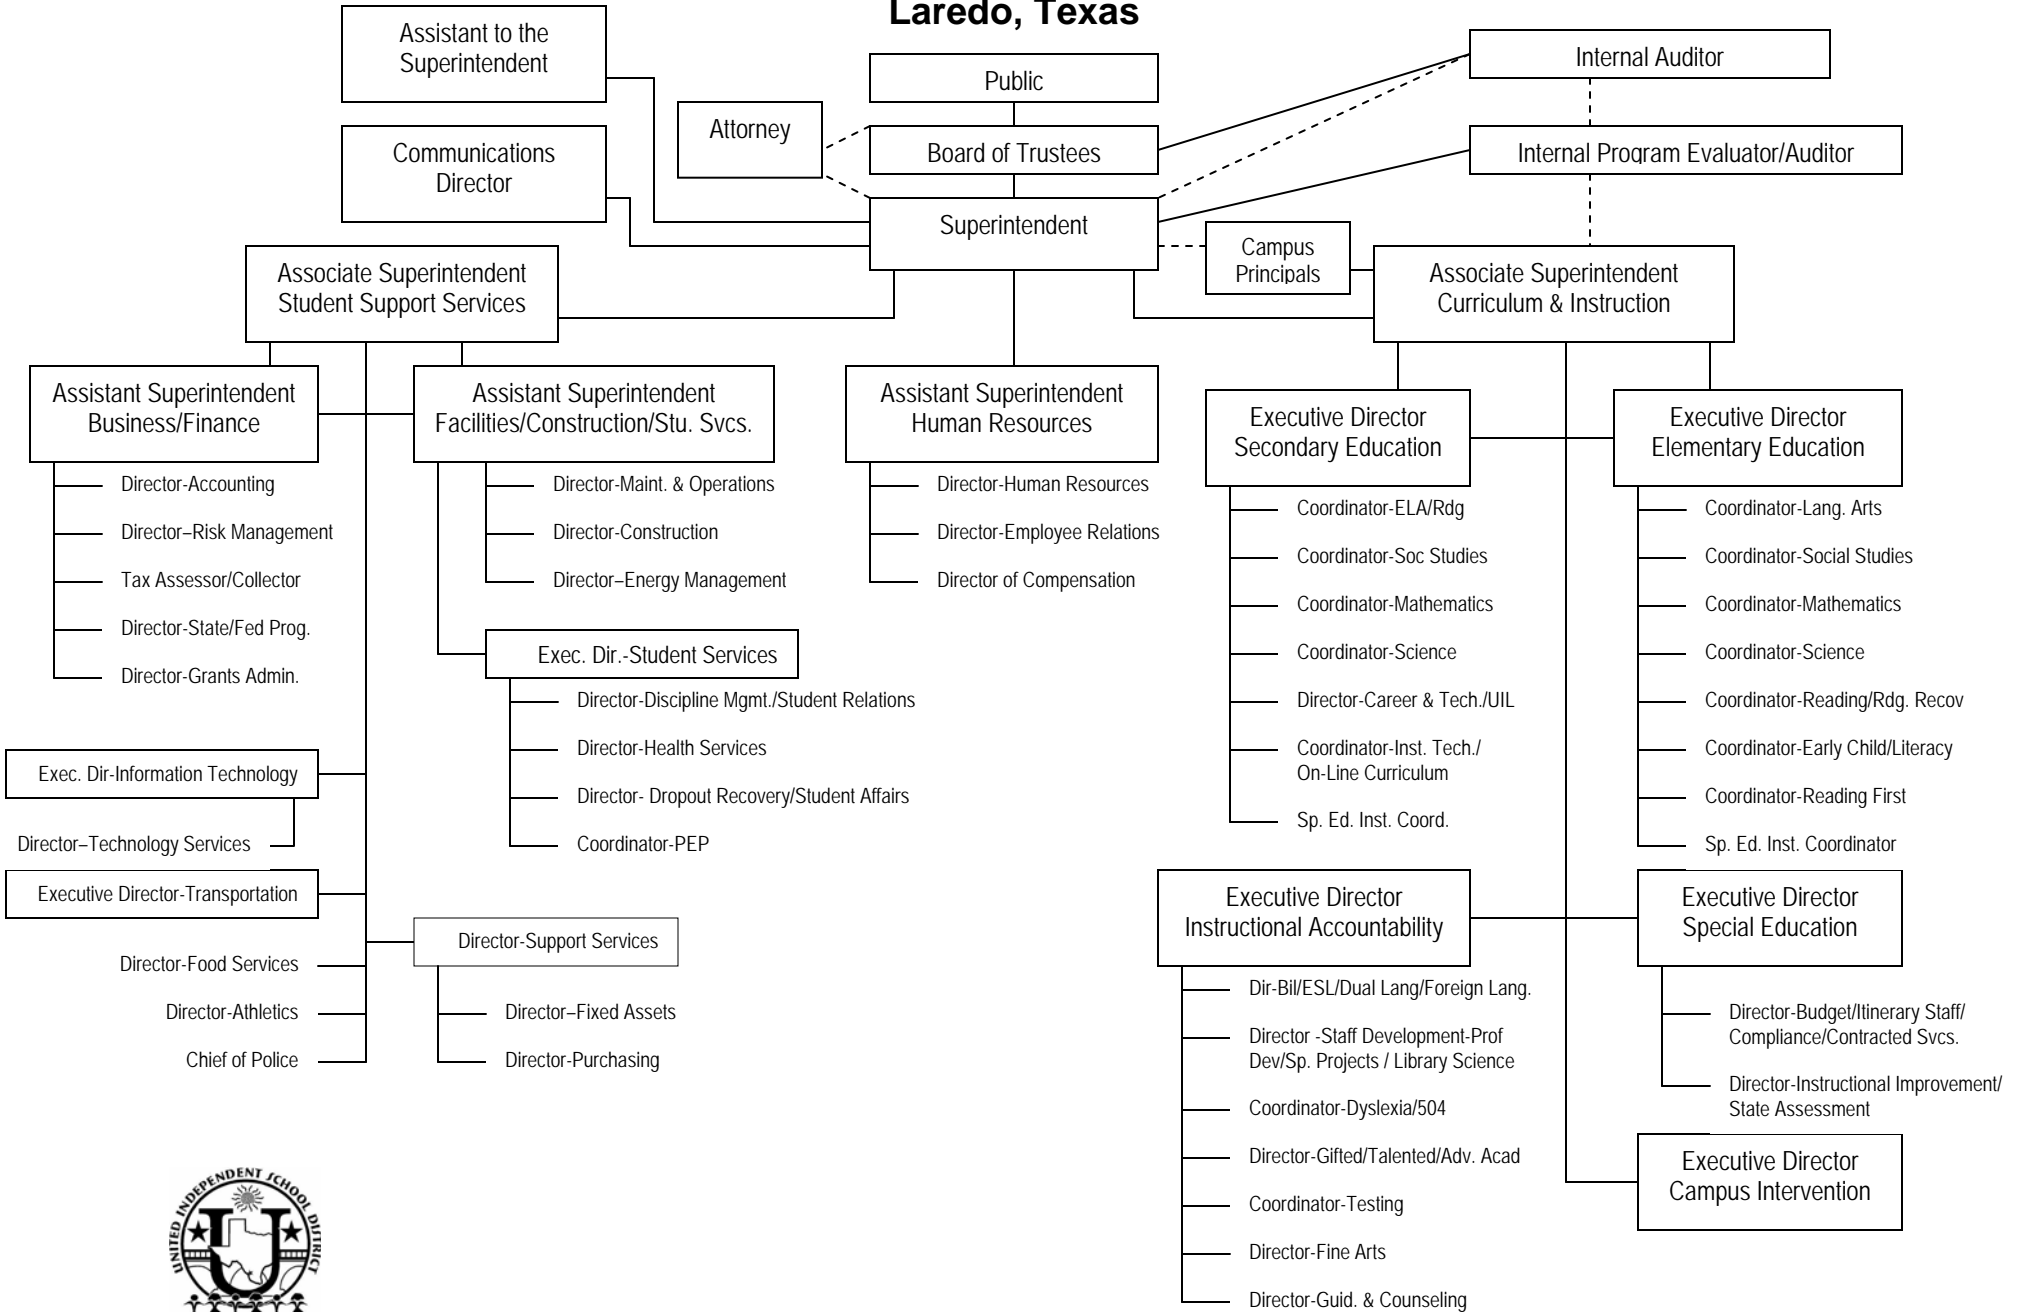 Laredo, Texas
Assistant to the
Superintendent
Public
Internal Auditor
Attorney
Communications
Director
Board of Trustees
Internal Program Evaluator/Auditor
Superintendent
Campus
Principals
Associate Superintendent
Student Support Services
Associate Superintendent
Curriculum & Instruction
Assistant Superintendent
Business/Finance
Director-Accounting
Director–Risk Management
Tax Assessor/Collector
Director-State/Fed Prog.
Director-Grants Admin.
Assistant Superintendent
Facilities/Construction/Stu. Svcs.
Director-Maint. & Operations
Director-Construction
Director–Energy Management
Exec. Dir.-Student Services
Director-Discipline Mgmt./Student Relations
Director-Health Services
Director- Dropout Recovery/Student Affairs
Coordinator-PEP
Assistant Superintendent
Human Resources
Director-Human Resources
Director-Employee Relations
Director of Compensation
Executive Director
Secondary Education
Coordinator-ELA/Rdg
Coordinator-Soc Studies
Coordinator-Mathematics
Coordinator-Science
Director-Career & Tech./UIL
Coordinator-Inst. Tech./
On-Line Curriculum
Sp. Ed. Inst. Coord.
Executive Director
Elementary Education
Coordinator-Lang. Arts
Coordinator-Social Studies
Coordinator-Mathematics
Coordinator-Science
Coordinator-Reading/Rdg. Recov
Coordinator-Early Child/Literacy
Coordinator-Reading First
Sp. Ed. Inst. Coordinator
Exec. Dir-Information Technology
Director–Technology Services
Executive Director-Transportation
Director-Food Services
Director-Athletics
Chief of Police
Director-Support Services
Director–Fixed Assets
Director-Purchasing
Executive Director
Instructional Accountability
Dir-Bil/ESL/Dual Lang/Foreign Lang.
Director -Staff Development-Prof
Dev/Sp. Projects / Library Science
Coordinator-Dyslexia/504
Director-Gifted/Talented/Adv. Acad
Coordinator-Testing
Director-Fine Arts
Director-Guid. & Counseling
Executive Director
Special Education
Director-Budget/Itinerary Staff/
Compliance/Contracted Svcs.
Director-Instructional Improvement/
State Assessment
Executive Director
Campus Intervention
UNITED INDEPENDENT SCHOOL DISTRICT
U